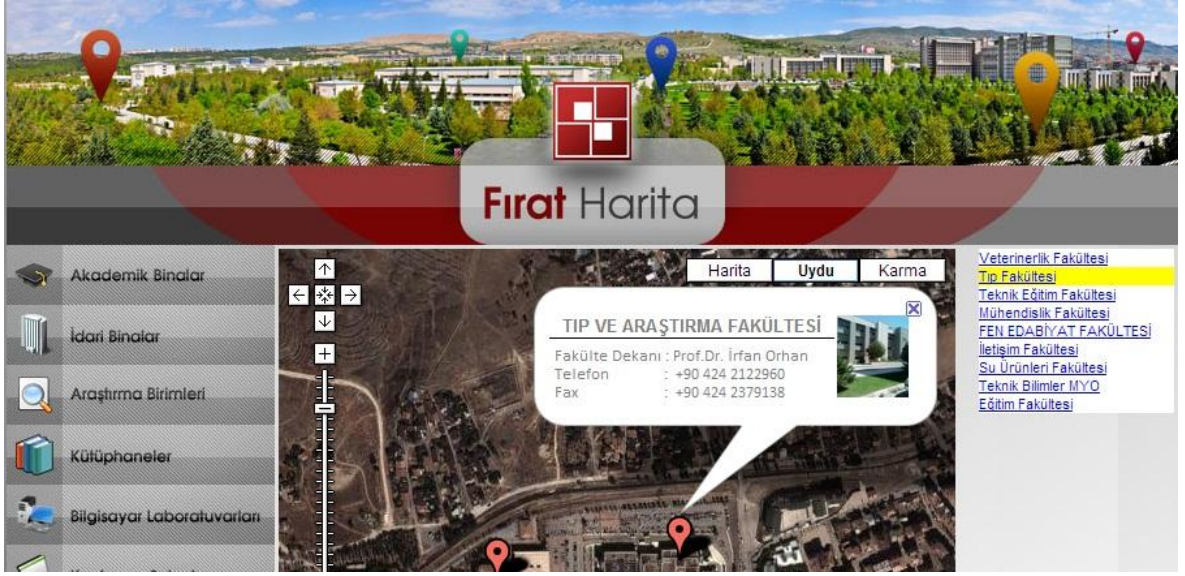 Fırat Harita
Akademik Binalar
İdari Binalar
Araştırma Birimleri
Kütüphaneler
Bilgisayar Laboratuvarları
Harita
Uydu
Karma
TIP VE ARAŞTIRMA FAKÜLTESİ
Fakülte Dekanı : Prof.Dr. İrfan Orhan
Telefon : +90 424 2122960
Fax : +90 424 2379138
Veterinerlik Fakültesi
Tıp Fakültesi
Teknik Eğitim Fakültesi
Mühendislik Fakültesi
FEN EDABİYAT FAKÜLTESİ
İletişim Fakültesi
Su Ürünleri Fakültesi
Teknik Bilimler MYO
Eğitim Fakültesi